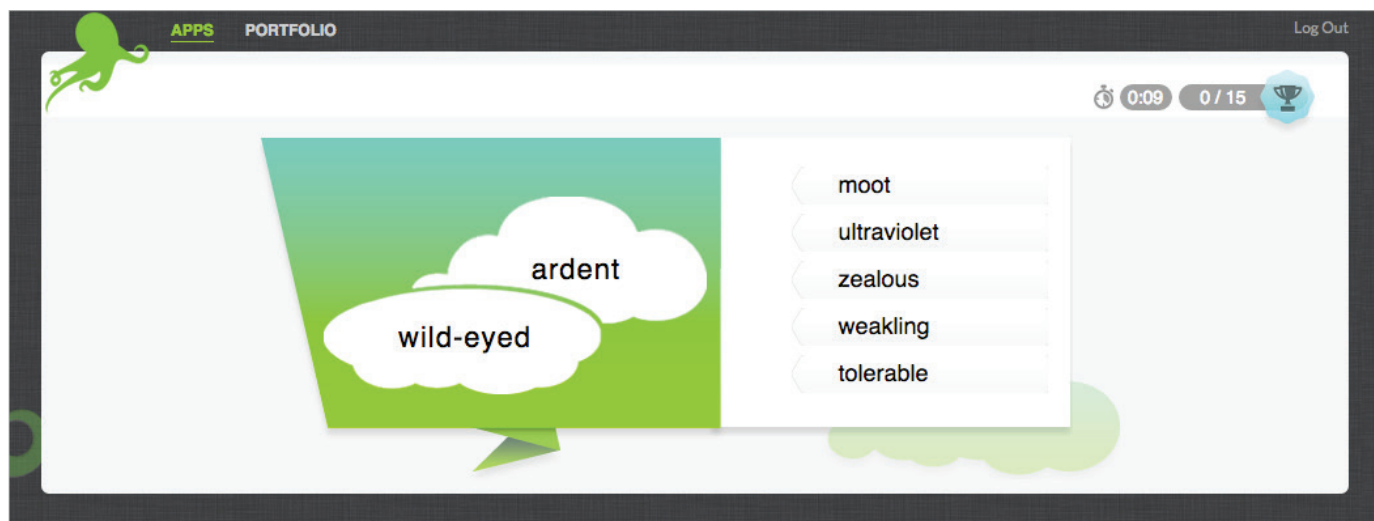 APPS PORTFOLIO Log Out
0:09 0 / 15
ardent
wild-eyed
moot
ultraviolet
zealous
weakling
tolerable